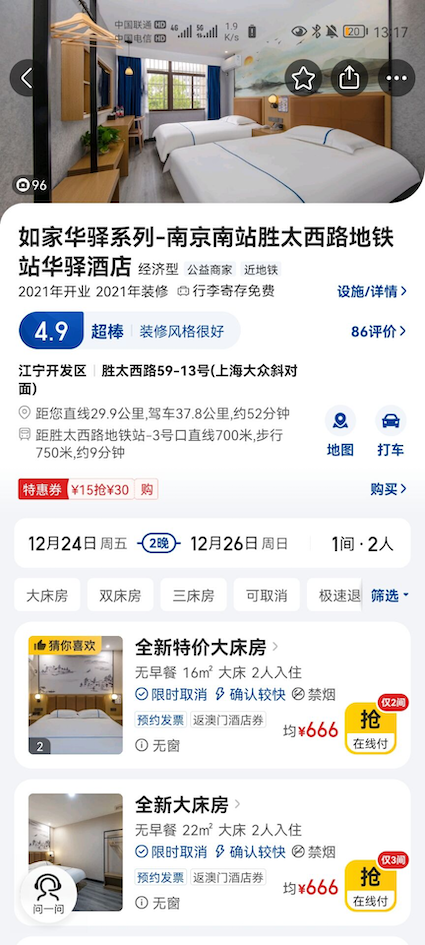 中国联通 HD 4G 5G 1.9 20 13:17
中国电信 HD K/s
96
如家华驿系列-南京南站胜太西路地铁
站华驿酒店 经济型 公益商家 近地铁
2021年开业 2021年装修 行李寄存免费 设施/详情
4.9 超棒 装修风格很好 86评价
江宁开发区 胜太西路59-13号(上海大众斜对
面)
距您直线29.9公里,驾车37.8公里,约52分钟
距胜太西路地铁站-3号口直线700米,步行
750米,约9分钟
地图 打车
特惠券 ¥15抢¥30 购 购买
12月24日 周五 2晚 12月26日 周日 1间·2人
大床房 双床房 三床房 可取消 极速退 筛选
猜你喜欢
全新特价大床房
无早餐 16㎡ 大床 2人入住
限时取消 确认较快 禁烟
预约发票 返澳门酒店券
无窗
2
均¥666
仅2间
抢
在线付
全新大床房
无早餐 22㎡ 大床 2人入住
限时取消 确认较快 禁烟
预约发票 返澳门酒店券
无窗
均¥666
仅3间
抢
在线付
问一问